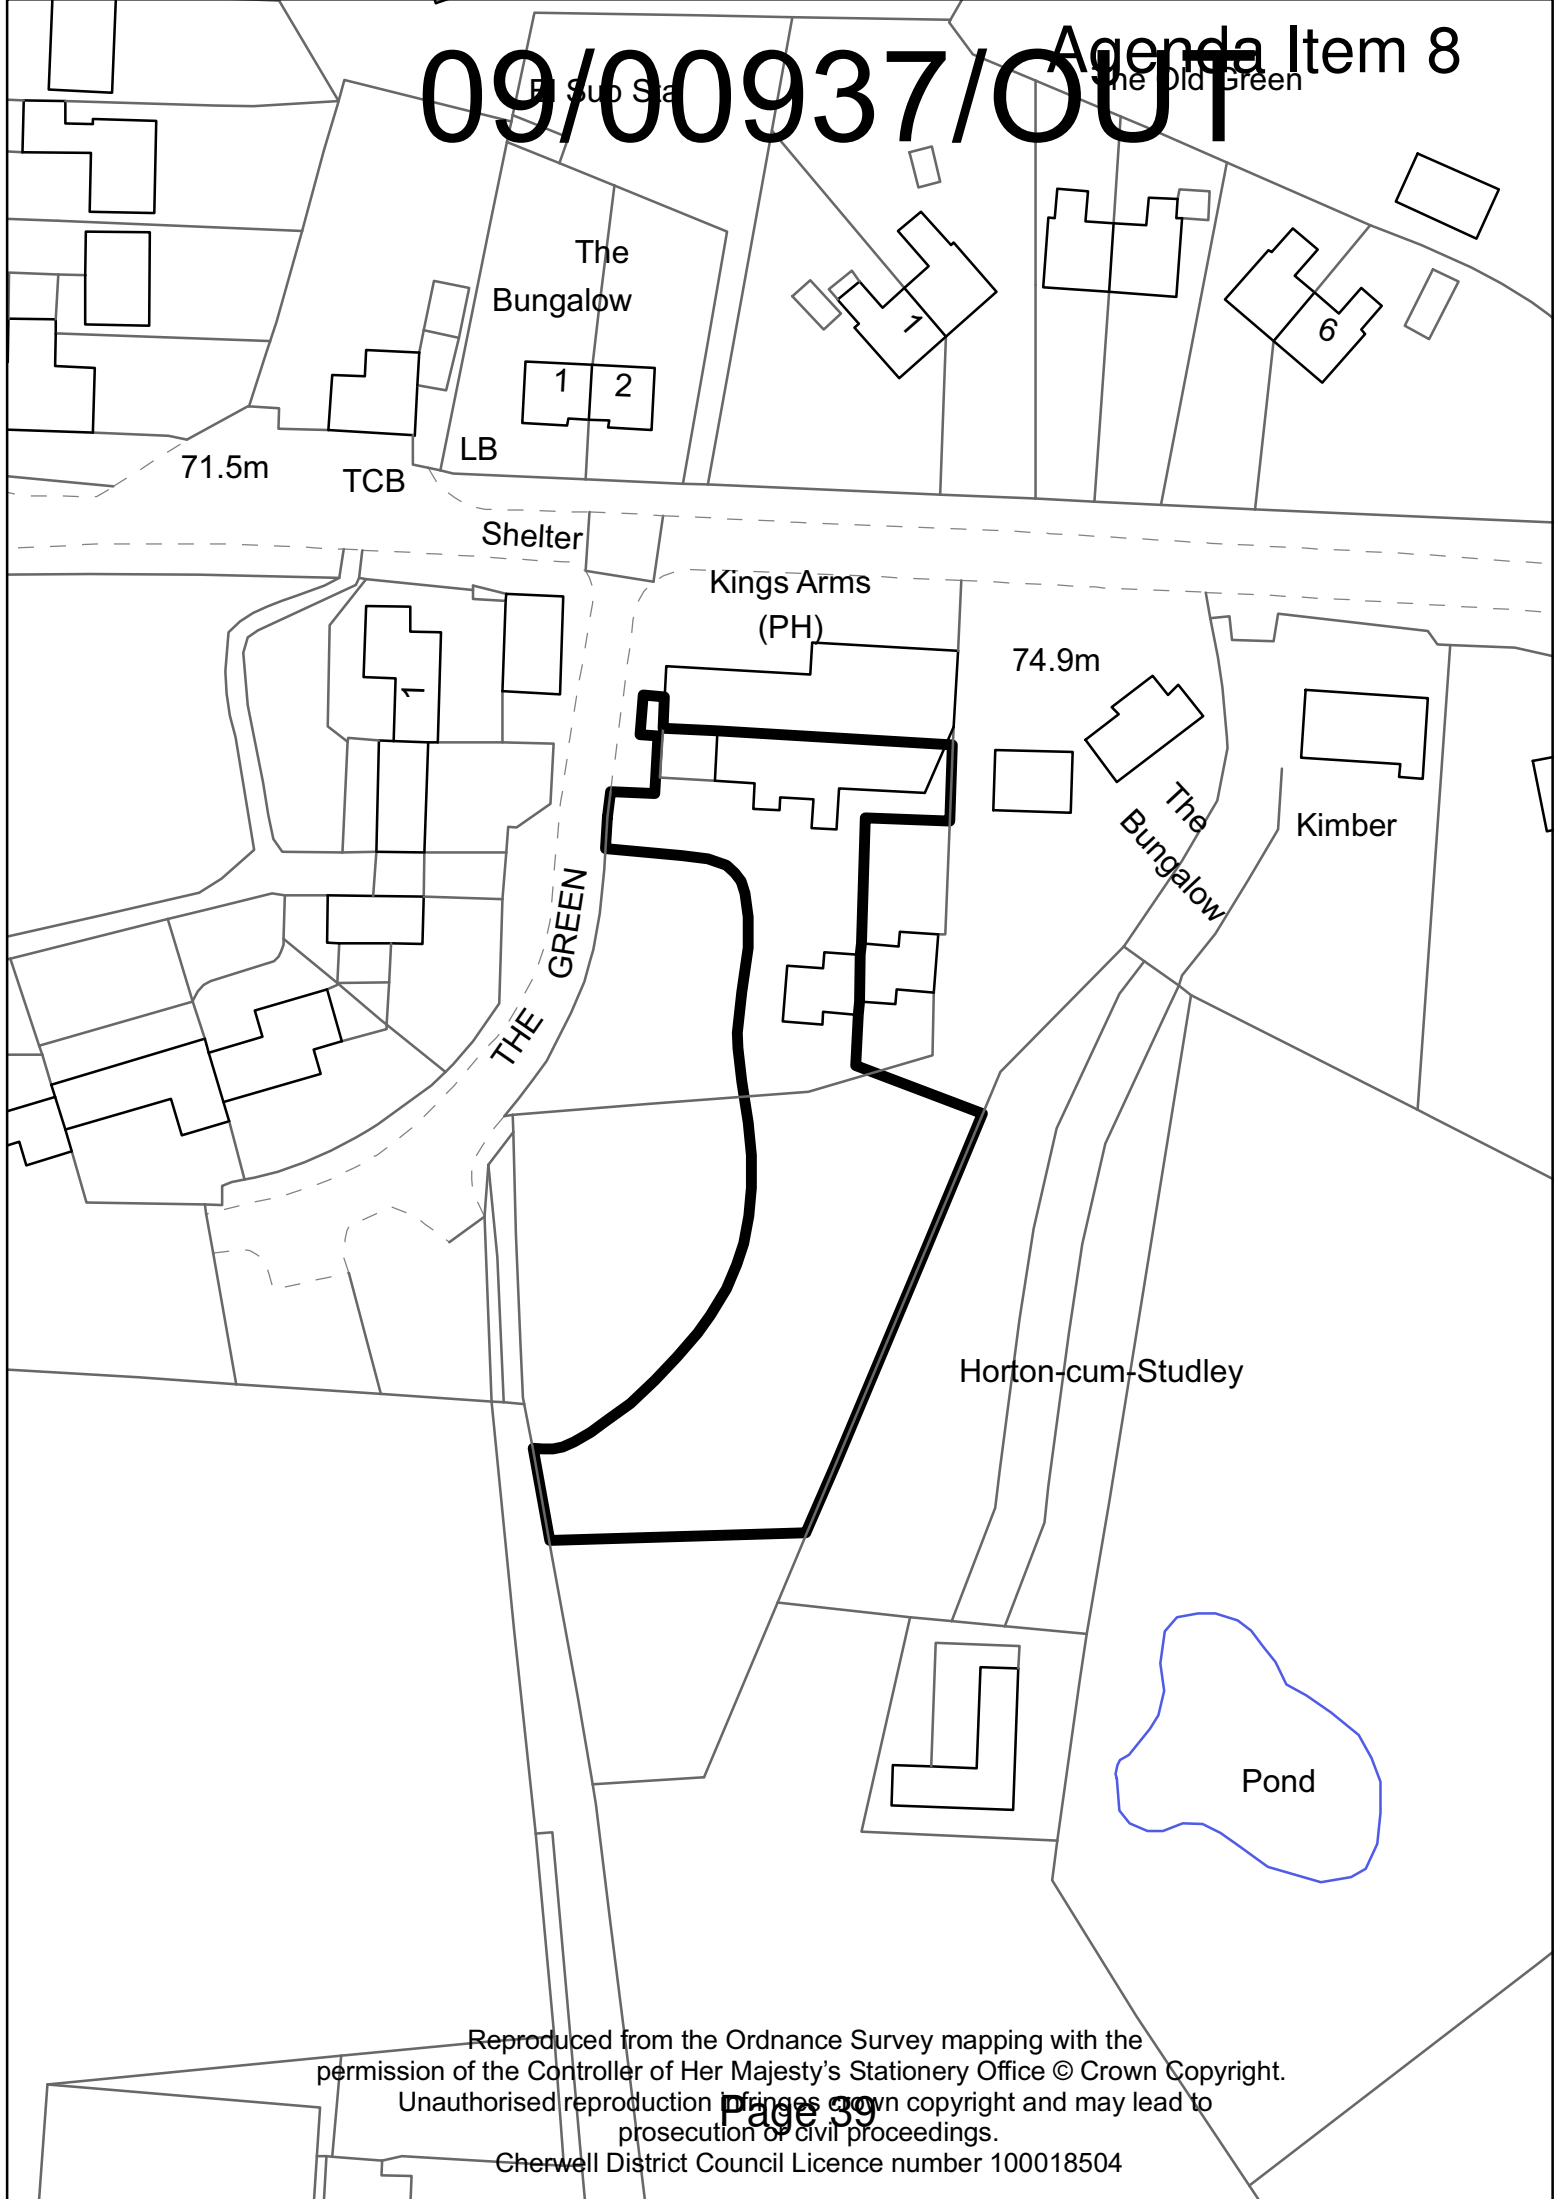 Agenda Item 8
09/00937/OUT
El Sub Sta
The Old Green
The
Bungalow
1
6
1
2
LB
71.5m
TCB
Shelter
Kings Arms
(PH)
74.9m
1
The
Bungalow
Kimber
THE GREEN
Horton-cum-Studley
Pond
Reproduced from the Ordnance Survey mapping with the
permission of the Controller of Her Majesty's Stationery Office © Crown Copyright.
Unauthorised reproduction infringes crown copyright and may lead to
Page 39
prosecution or civil proceedings.
Cherwell District Council Licence number 100018504